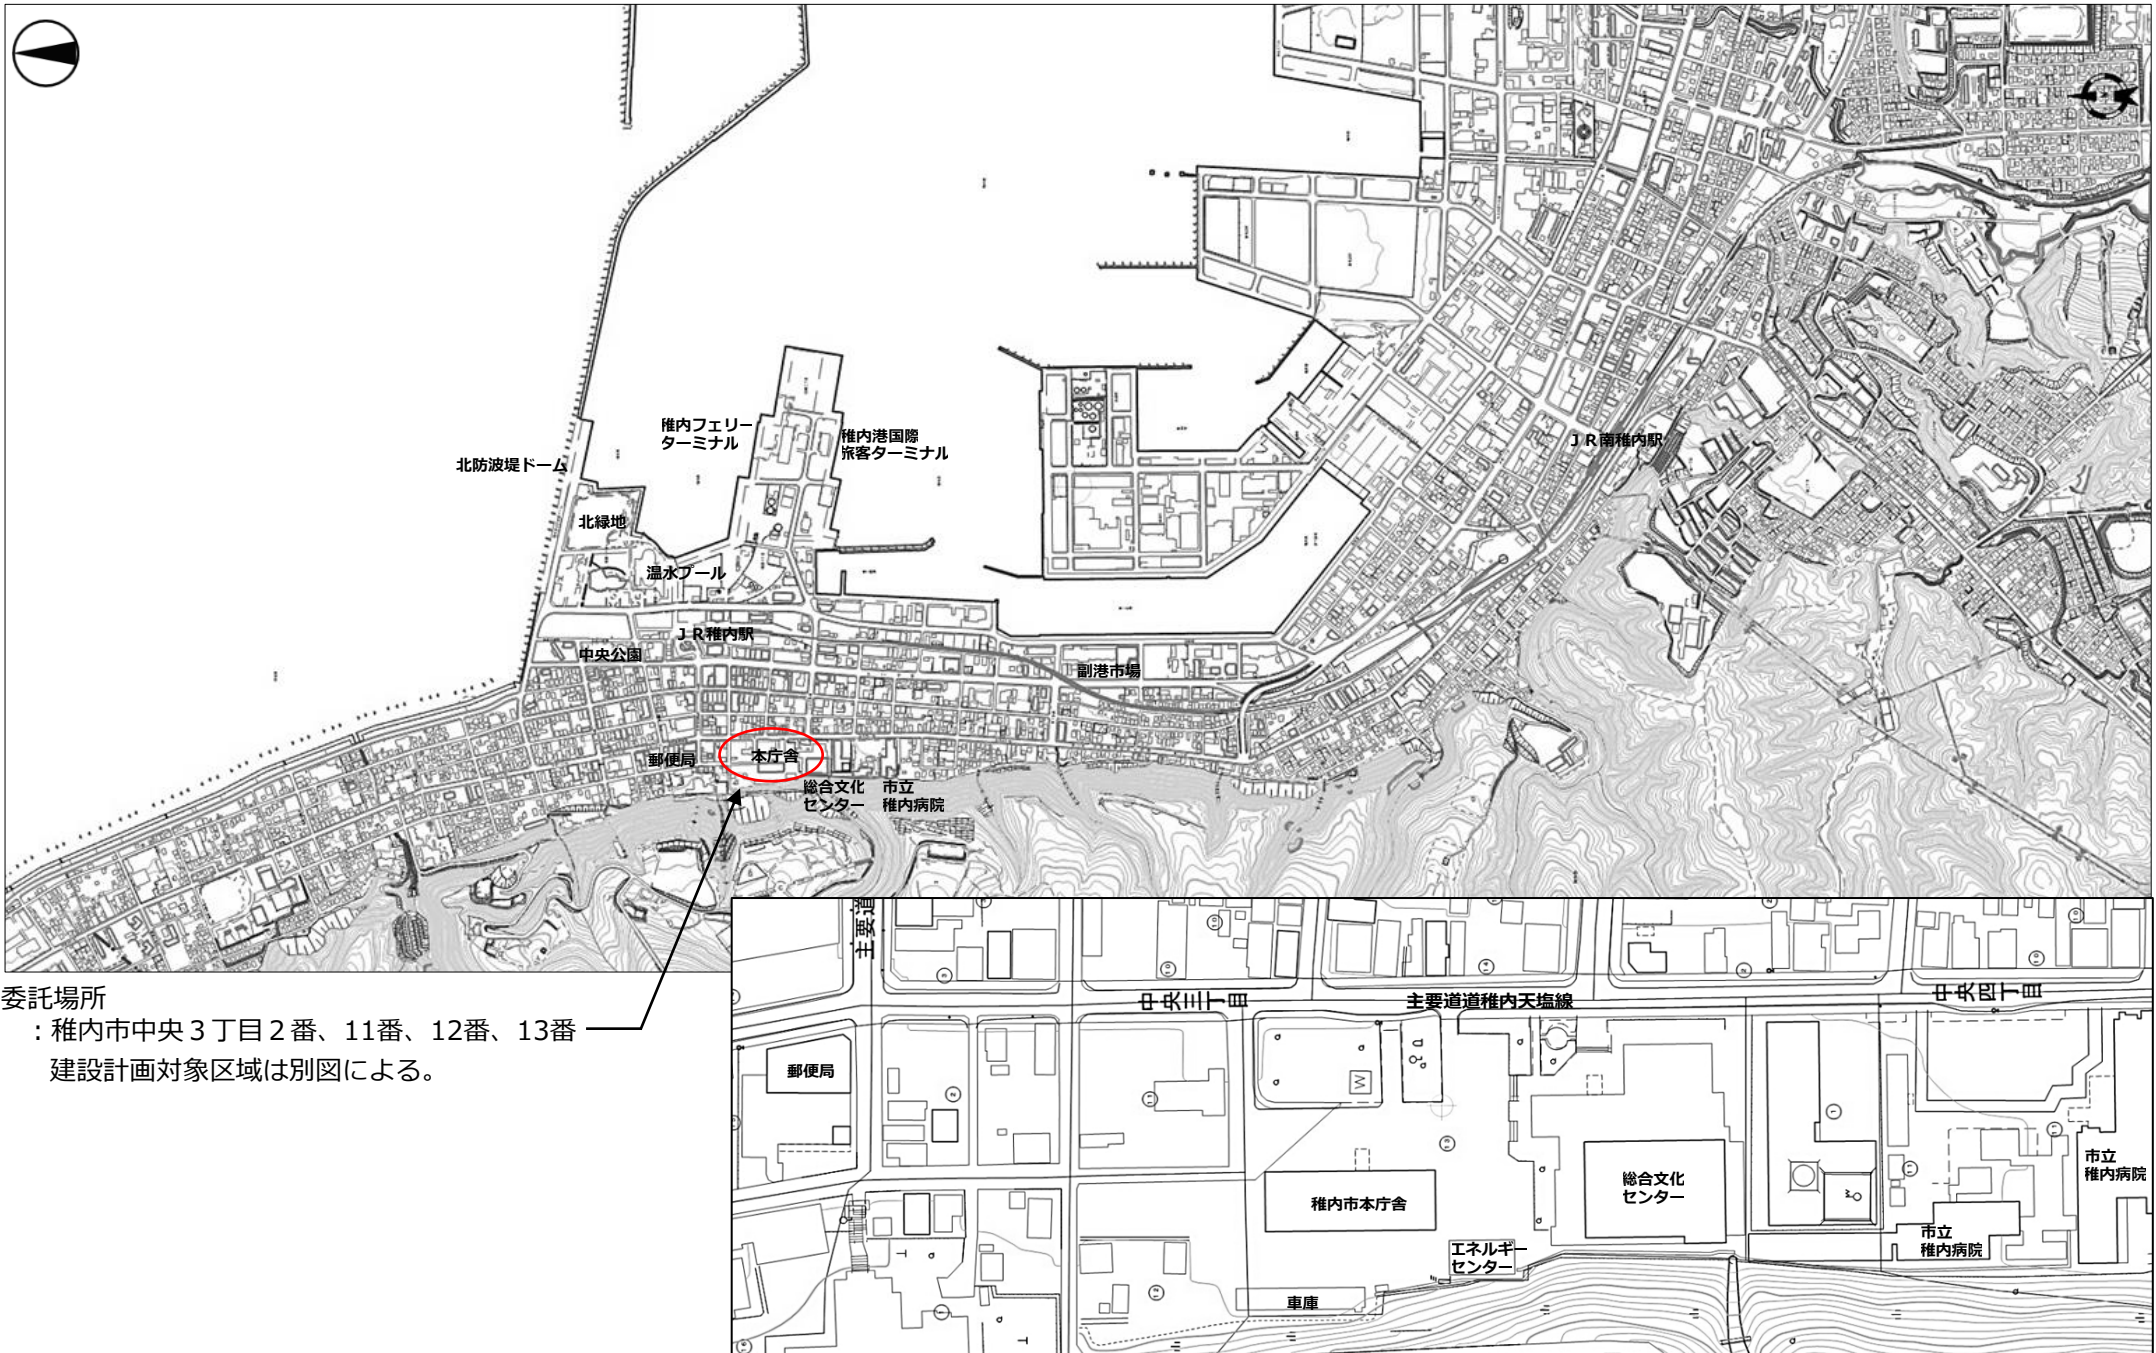 稚内フェリー
ターミナル
稚内港国際
旅客ターミナル
北防波堤ドーム
ＪＲ南稚内駅
北緑地
温水プール
ＪＲ稚内駅
中央公園
副港市場
郵便局
本庁舎
総合文化
センター
市立
稚内病院
委託場所
：稚内市中央３丁目２番、11番、12番、13番
建設計画対象区域は別図による。
主要道
中央三丁目
主要道道稚内天塩線
中央四丁目
郵便局
稚内市本庁舎
総合文化
センター
市立
稚内病院
市立
稚内病院
エネルギー
センター
車庫